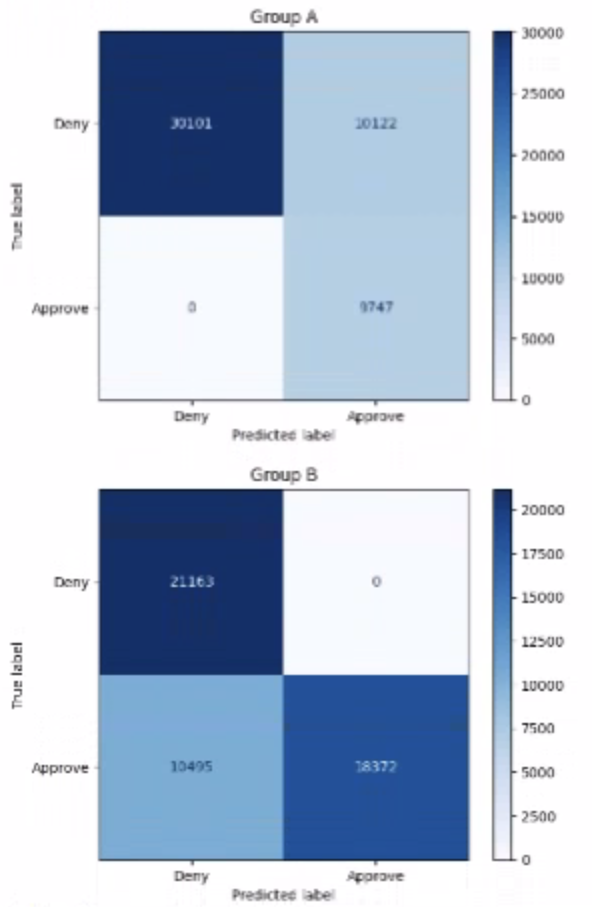 Group A
30000
25000
20000
15000
10000
5000
0
Deny
30101
10122
True label
Approve
0
9747
Deny
Approve
Predicted label
Group B
20000
17500
15000
12500
10000
7500
5000
2500
0
Deny
21163
0
True label
Approve
10495
18372
Deny
Approve
Predicted label